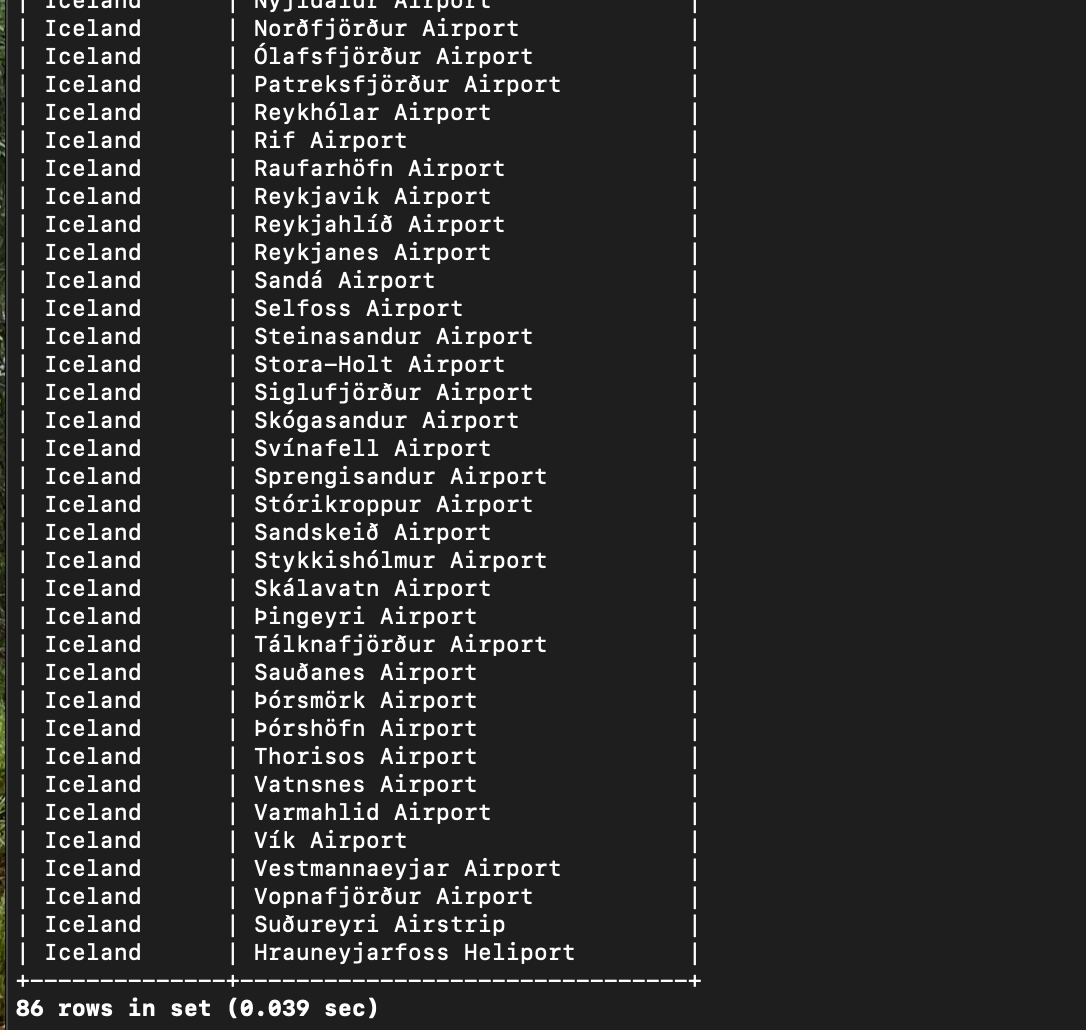 | Iceland | Nyjidalur Airport |
| Iceland | Norðfjörður Airport |
| Iceland | Ólafsfjörður Airport |
| Iceland | Patreksfjörður Airport |
| Iceland | Reykhólar Airport |
| Iceland | Rif Airport |
| Iceland | Raufarhöfn Airport |
| Iceland | Reykjavik Airport |
| Iceland | Reykjahlíð Airport |
| Iceland | Reykjanes Airport |
| Iceland | Sandá Airport |
| Iceland | Selfoss Airport |
| Iceland | Steinasandur Airport |
| Iceland | Stora-Holt Airport |
| Iceland | Siglufjörður Airport |
| Iceland | Skógasandur Airport |
| Iceland | Svínafell Airport |
| Iceland | Sprengisandur Airport |
| Iceland | Stórikroppur Airport |
| Iceland | Sandskeið Airport |
| Iceland | Stykkishólmur Airport |
| Iceland | Skálavatn Airport |
| Iceland | Þingeyri Airport |
| Iceland | Tálknafjörður Airport |
| Iceland | Sauðanes Airport |
| Iceland | Þórsmörk Airport |
| Iceland | Þórshöfn Airport |
| Iceland | Thorisos Airport |
| Iceland | Vatnsnes Airport |
| Iceland | Varmahlid Airport |
| Iceland | Vík Airport |
| Iceland | Vestmannaeyjar Airport |
| Iceland | Vopnafjörður Airport |
| Iceland | Suðureyri Airstrip |
| Iceland | Hrauneyjarfoss Heliport |
+---------------+---------------------------------+
86 rows in set (0.039 sec)